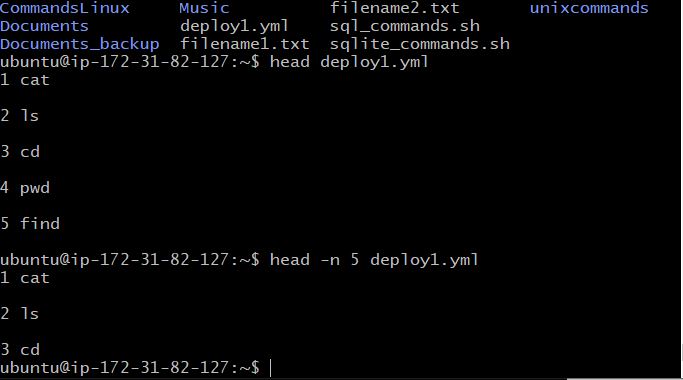 CommandsLinux Music filename2.txt unixcommands
Documents deploy1.yml sql_commands.sh
Documents_backup filename1.txt sqlite_commands.sh
ubuntu@ip-172-31-82-127:~$ head deploy1.yml
1 cat
2 ls
3 cd
4 pwd
5 find
ubuntu@ip-172-31-82-127:~$ head -n 5 deploy1.yml
1 cat
2 ls
3 cd
ubuntu@ip-172-31-82-127:~$